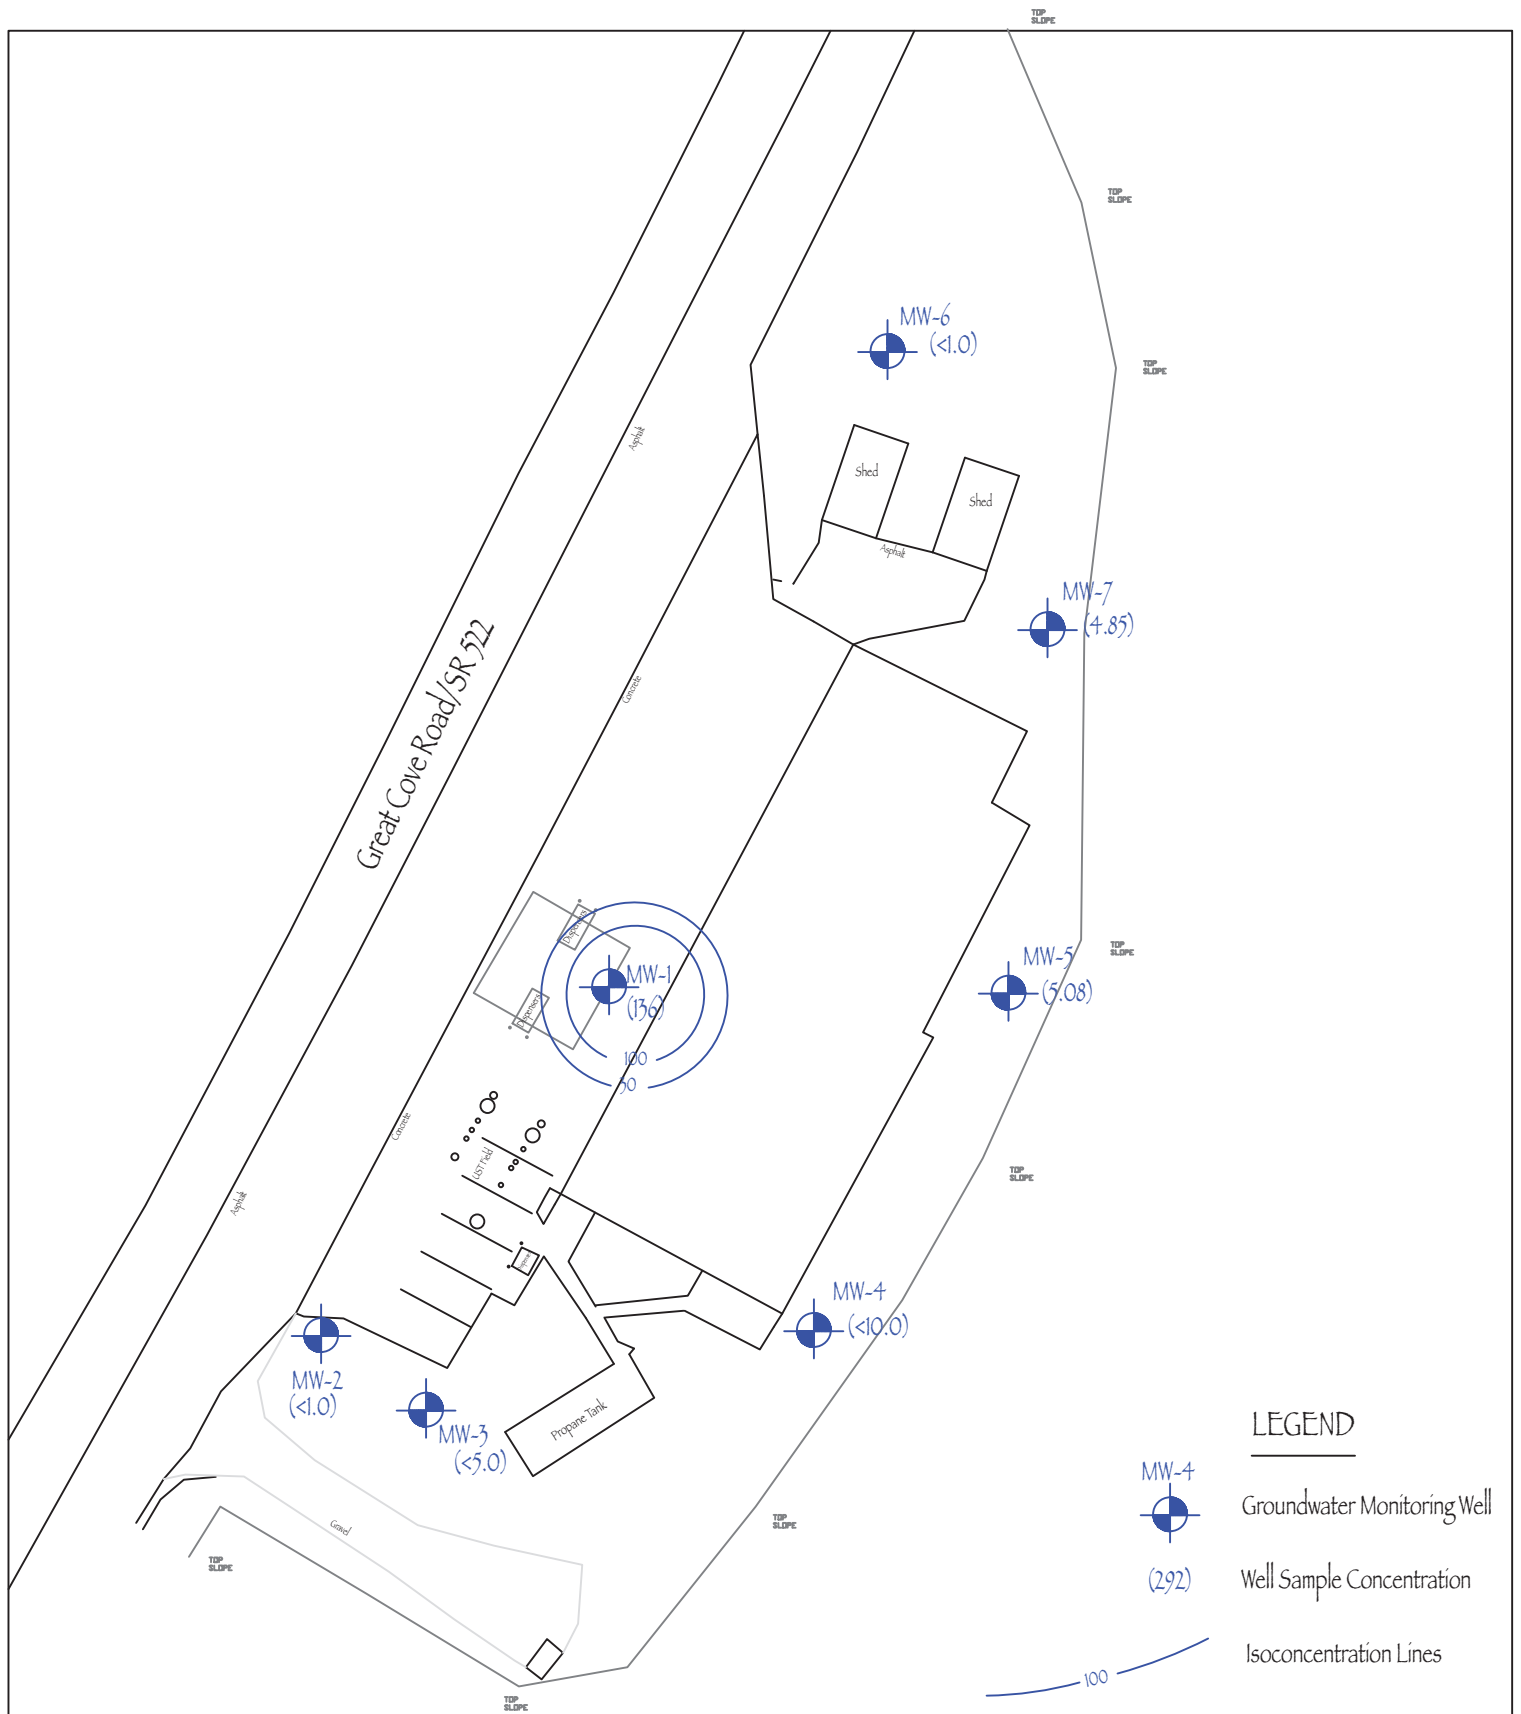 TOP
SLOPE
TOP
SLOPE
MW-6
(<1.0)
TOP
SLOPE
Asphalt
Shed
Shed
Asphalt
MW-7
(4.85)
Great Cove Road/SR 522
Concrete
Dispensers
TOP
SLOPE
MW-5
(5.08)
MW-1
(136)
Dispensers
100
50
Concrete
UST Field
TOP
SLOPE
Asphalt
MW-4
(<10.0)
MW-2
(<1.0)
MW-3
(<5.0)
Propane Tank
LEGEND
MW-4
Groundwater Monitoring Well
TOP
SLOPE
Gravel
TOP
SLOPE
(292)
Well Sample Concentration
Isoconcentration Lines
100
TOP
SLOPE